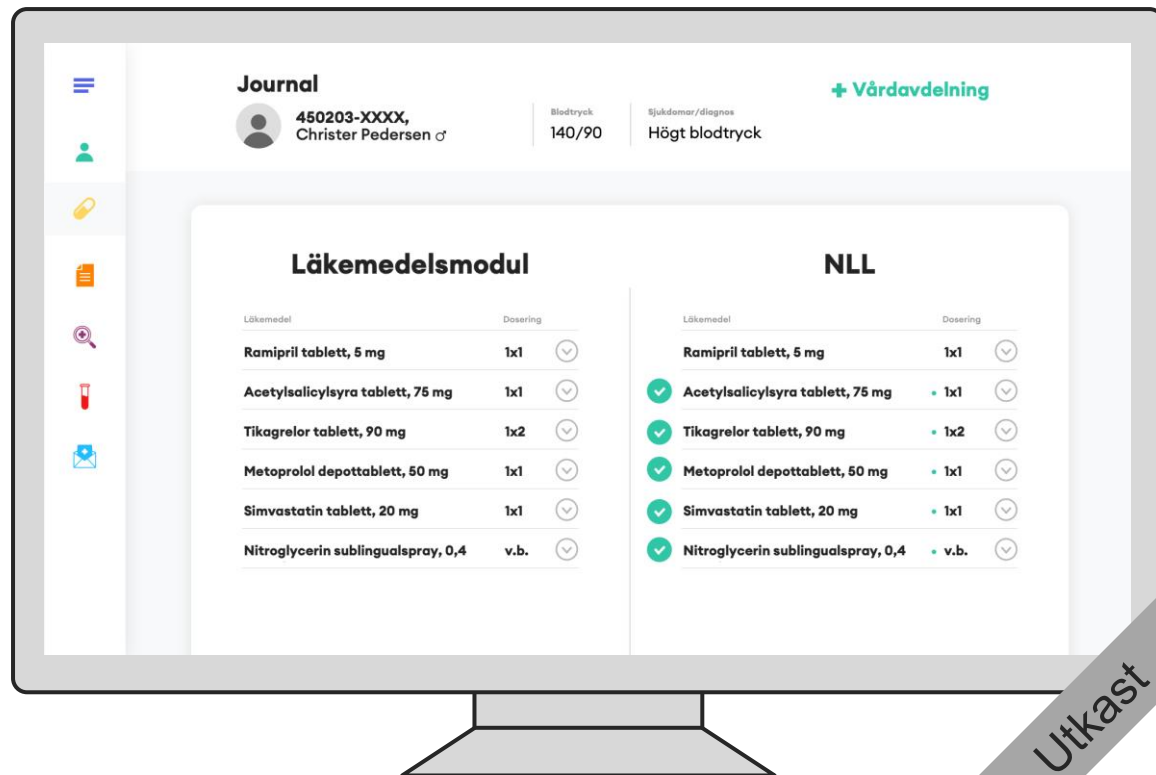 Journal
450203-XXXX,
Christer Pedersen ♂
Blodtryck
140/90
Sjukdomar/diagnos
Högt blodtryck
+ Vårdavdelning
Läkemedelsmodul
Läkemedel Dosering
Ramipril tablett, 5 mg 1x1
Acetylsalicylsyra tablett, 75 mg 1x1
Tikagrelor tablett, 90 mg 1x2
Metoprolol depottablett, 50 mg 1x1
Simvastatin tablett, 20 mg 1x1
Nitroglycerin sublingualspray, 0,4 v.b.
NLL
Läkemedel Dosering
Ramipril tablett, 5 mg 1x1
Acetylsalicylsyra tablett, 75 mg • 1x1
Tikagrelor tablett, 90 mg • 1x2
Metoprolol depottablett, 50 mg • 1x1
Simvastatin tablett, 20 mg • 1x1
Nitroglycerin sublingualspray, 0,4 • v.b.
Utkast